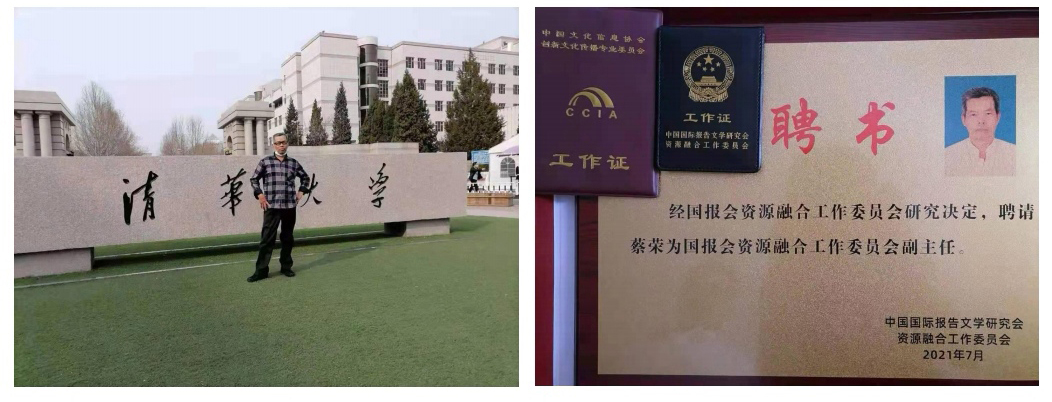 清华大学
中国文化信息协会
创新文化传播专业委员会
CCIA
工作证
工作证
中国国际报告文学研究会
资源融合工作委员会
聘书
经国报会资源融合工作委员会研究决定，聘请
蔡荣为国报会资源融合工作委员会副主任。
中国国际报告文学研究会
资源融合工作委员会
2021年7月